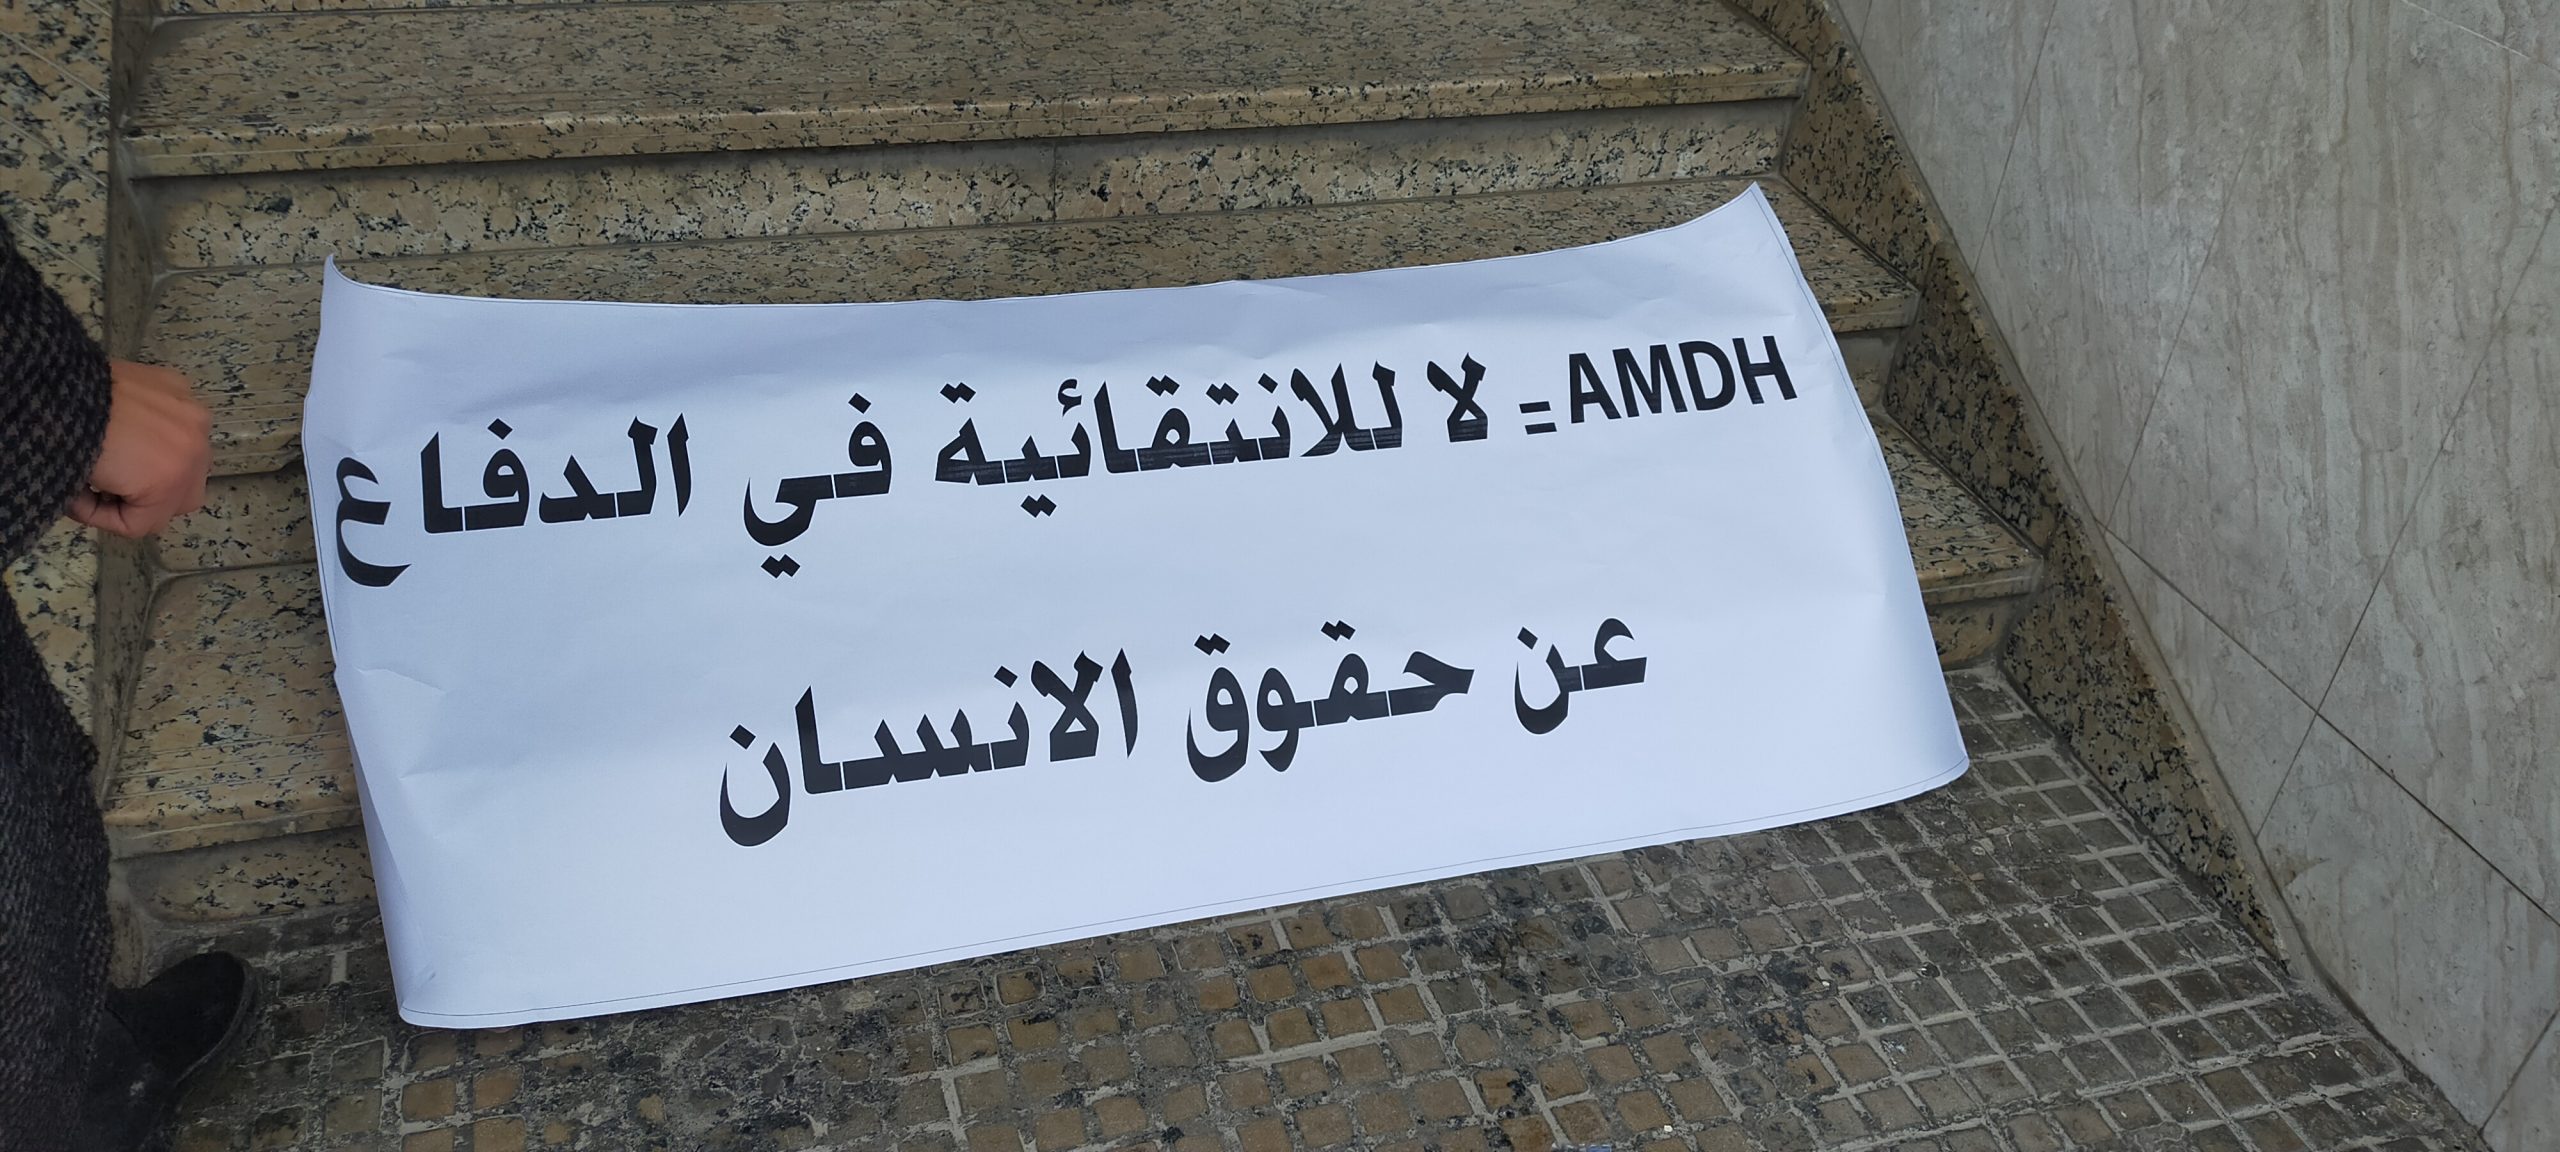 AMDH = لا للانتقائية في الدفاع
عن حقوق الانسان